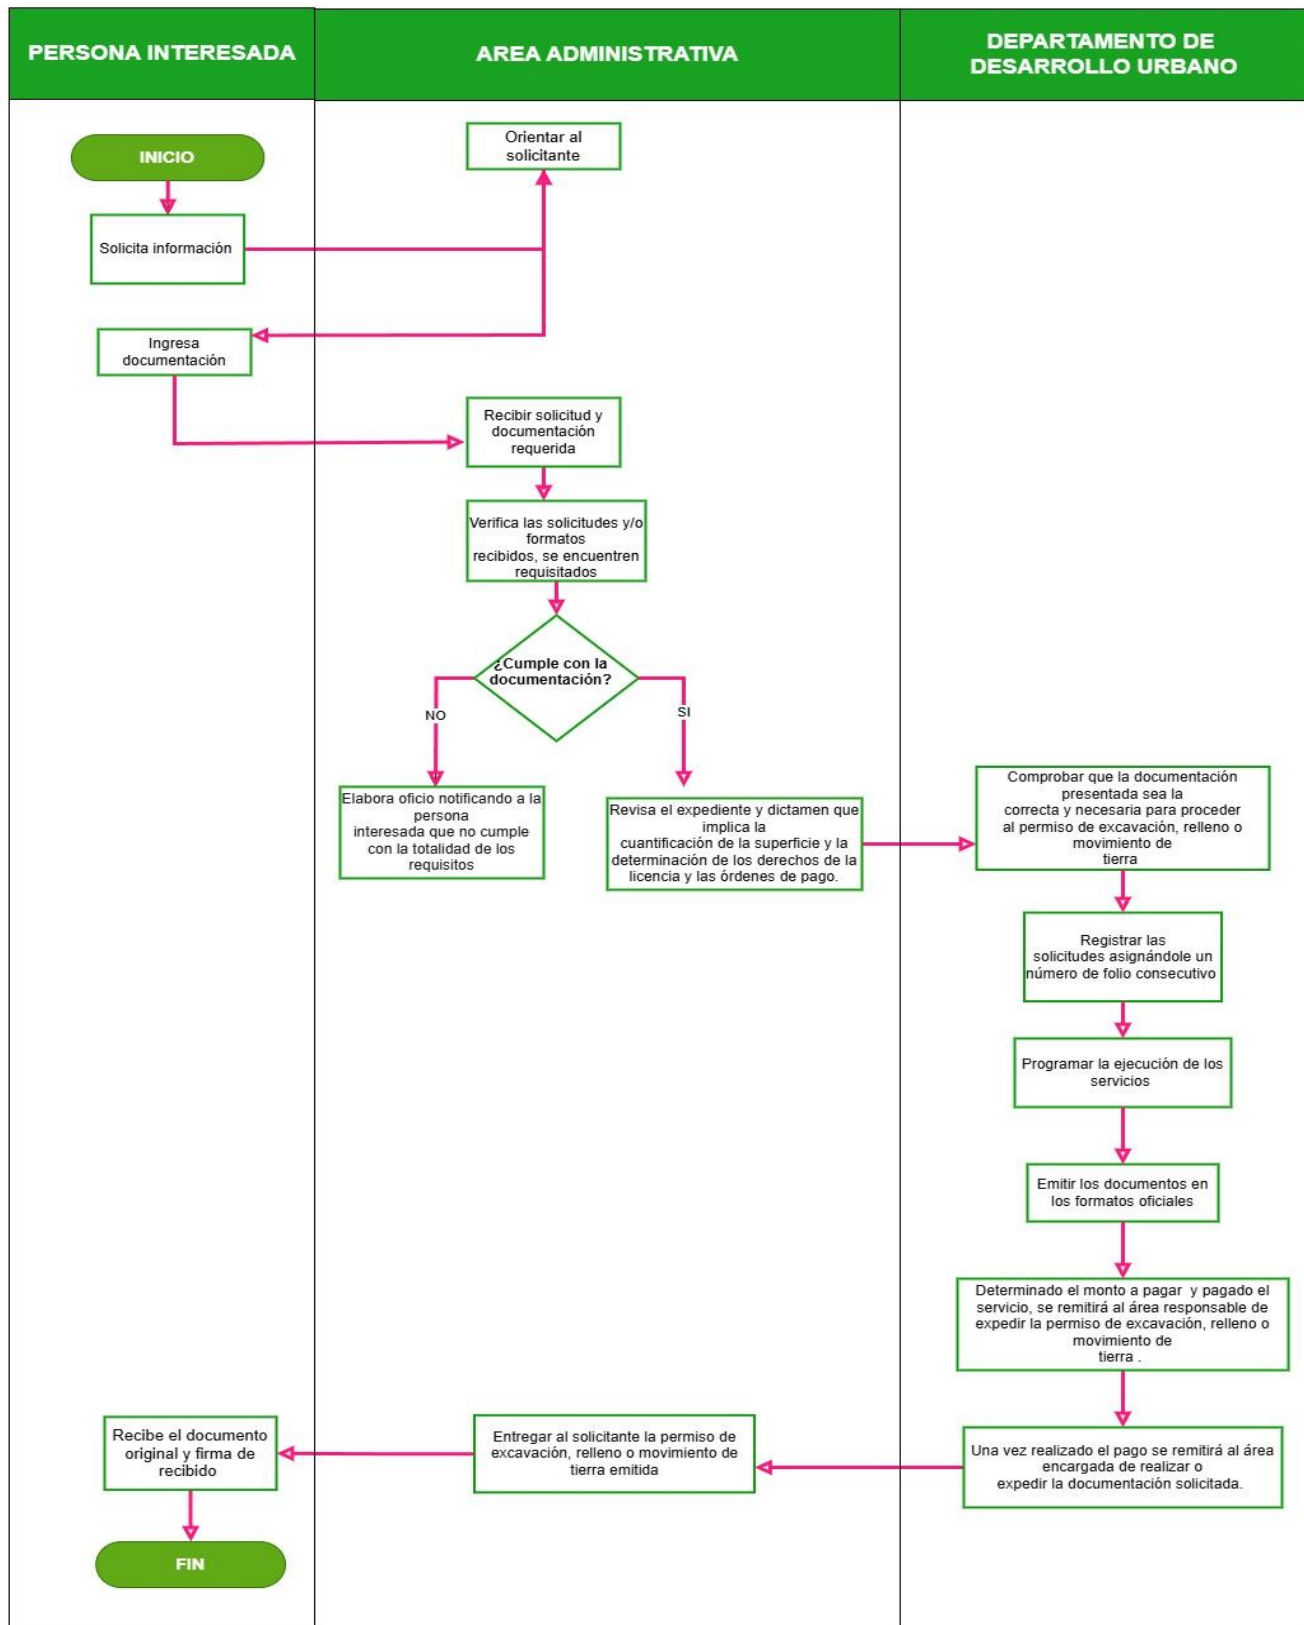 PERSONA INTERESADA
AREA ADMINISTRATIVA
DEPARTAMENTO DE
DESARROLLO URBANO
INICIO
Orientar al
solicitante
Solicita información
Ingresa
documentación
Recibir solicitud y
documentación
requerida
Verifica las solicitudes y/o
formatos
recibidos, se encuentren
requisitados
¿Cumple con la
documentación?
NO
SI
Elabora oficio notificando a la
persona
interesada que no cumple
con la totalidad de los
requisitos
Revisa el expediente y dictamen que
implica la
cuantificación de la superficie y la
determinación de los derechos de la
licencia y las órdenes de pago.
Comprobar que la documentación
presentada sea la
correcta y necesaria para proceder
al permiso de excavación, relleno o
movimiento de
tierra
Registrar las
solicitudes asignándole un
número de folio consecutivo
Programar la ejecución de los
servicios
Emitir los documentos en
los formatos oficiales
Determinado el monto a pagar  y pagado el
servicio, se remitirá al área responsable de
expedir la permiso de excavación, relleno o
movimiento de
tierra .
Una vez realizado el pago se remitirá al área
encargada de realizar o
expedir la documentación solicitada.
Entregar al solicitante la permiso de
excavación, relleno o movimiento de
tierra emitida
Recibe el documento
original y firma de
recibido
FIN